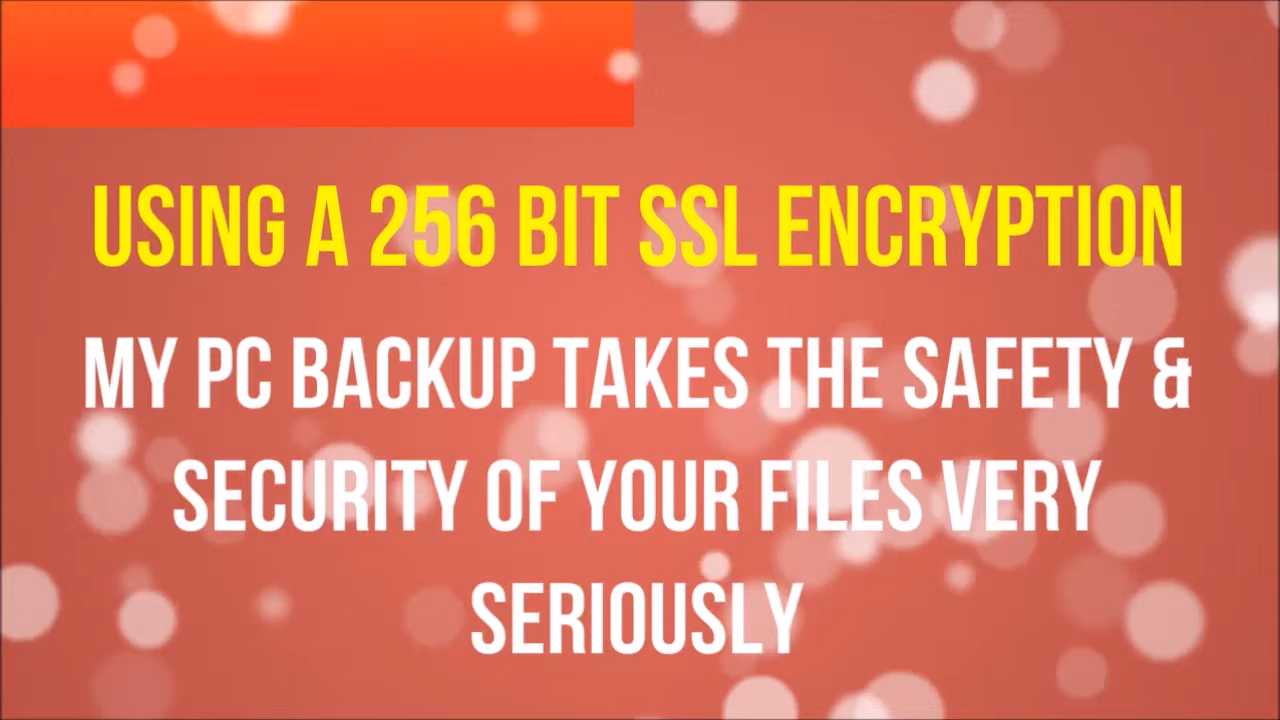 USING A 256 BIT SSL ENCRYPTION
MY PC BACKUP TAKES THE SAFETY &
SECURITY OF YOUR FILES VERY
SERIOUSLY